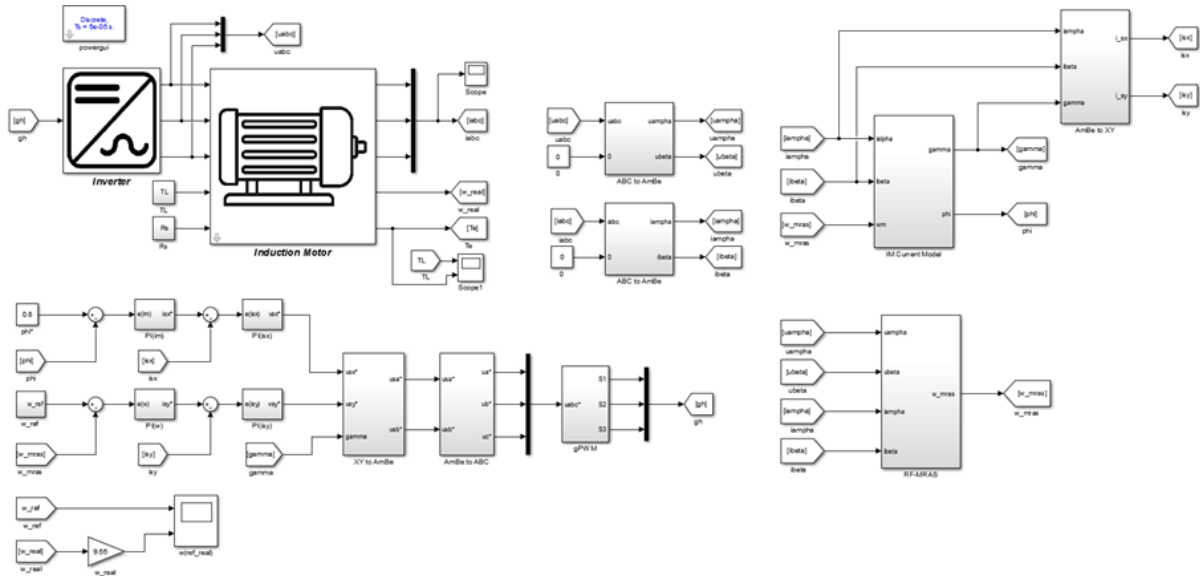 Discrete,
Ts = 5e-05 s.
powergui
[uabc]
uabc
[gh]
gh
Inverter
Scope
[iabc]
iabc
TL
TL
Rs
Rs
[w_real]
w_real
[Te]
Te
Induction Motor
TL
TL
Scope1
[uabc]
uabc
0
0
uabc
0
uampha
ubeta
ABC to AmBe
[uampha]
uampha
[ubeta]
ubeta
[iabc]
iabc
0
0
iabc
0
iampha
ibeta
ABC to AmBe
[iampha]
iampha
[ibeta]
ibeta
iampha
ibeta
gamma
i_sx
i_sy
AmBe to XY
[isx]
isx
[isy]
isy
[iampha]
iampha
[ibeta]
ibeta
[w_mras]
w_mras
alpha
ibeta
wm
gamma
phi
IM Current Model
[gamma]
gamma
[phi]
phi
0.8
phi*
[phi]
phi
e(im) isx*
PI(im)
[isx]
isx
e(isx) vsx*
PI(isx)
w_ref
w_ref
[w_mras]
w_mras
e(w) isy*
PI(w)
[isy]
isy
e(isy) vsy*
PI(isy)
[gamma]
gamma
usx*
usy*
gamma
usa*
usb*
XY to AmBe
usa*
usb*
ua*
ub*
uc*
AmBe to ABC
uabc*
S1
S2
S3
gPWM
[gh]
gh
[uampha]
uampha
[ubeta]
ubeta
[iampha]
iampha
[ibeta]
ibeta
uampha
ubeta
iampha
ibeta
w_mras
RF-MRAS
[w_mras]
w_mras
w_ref
w_ref
[w_real]
w_real
9.55
w_real
w(ref_real)